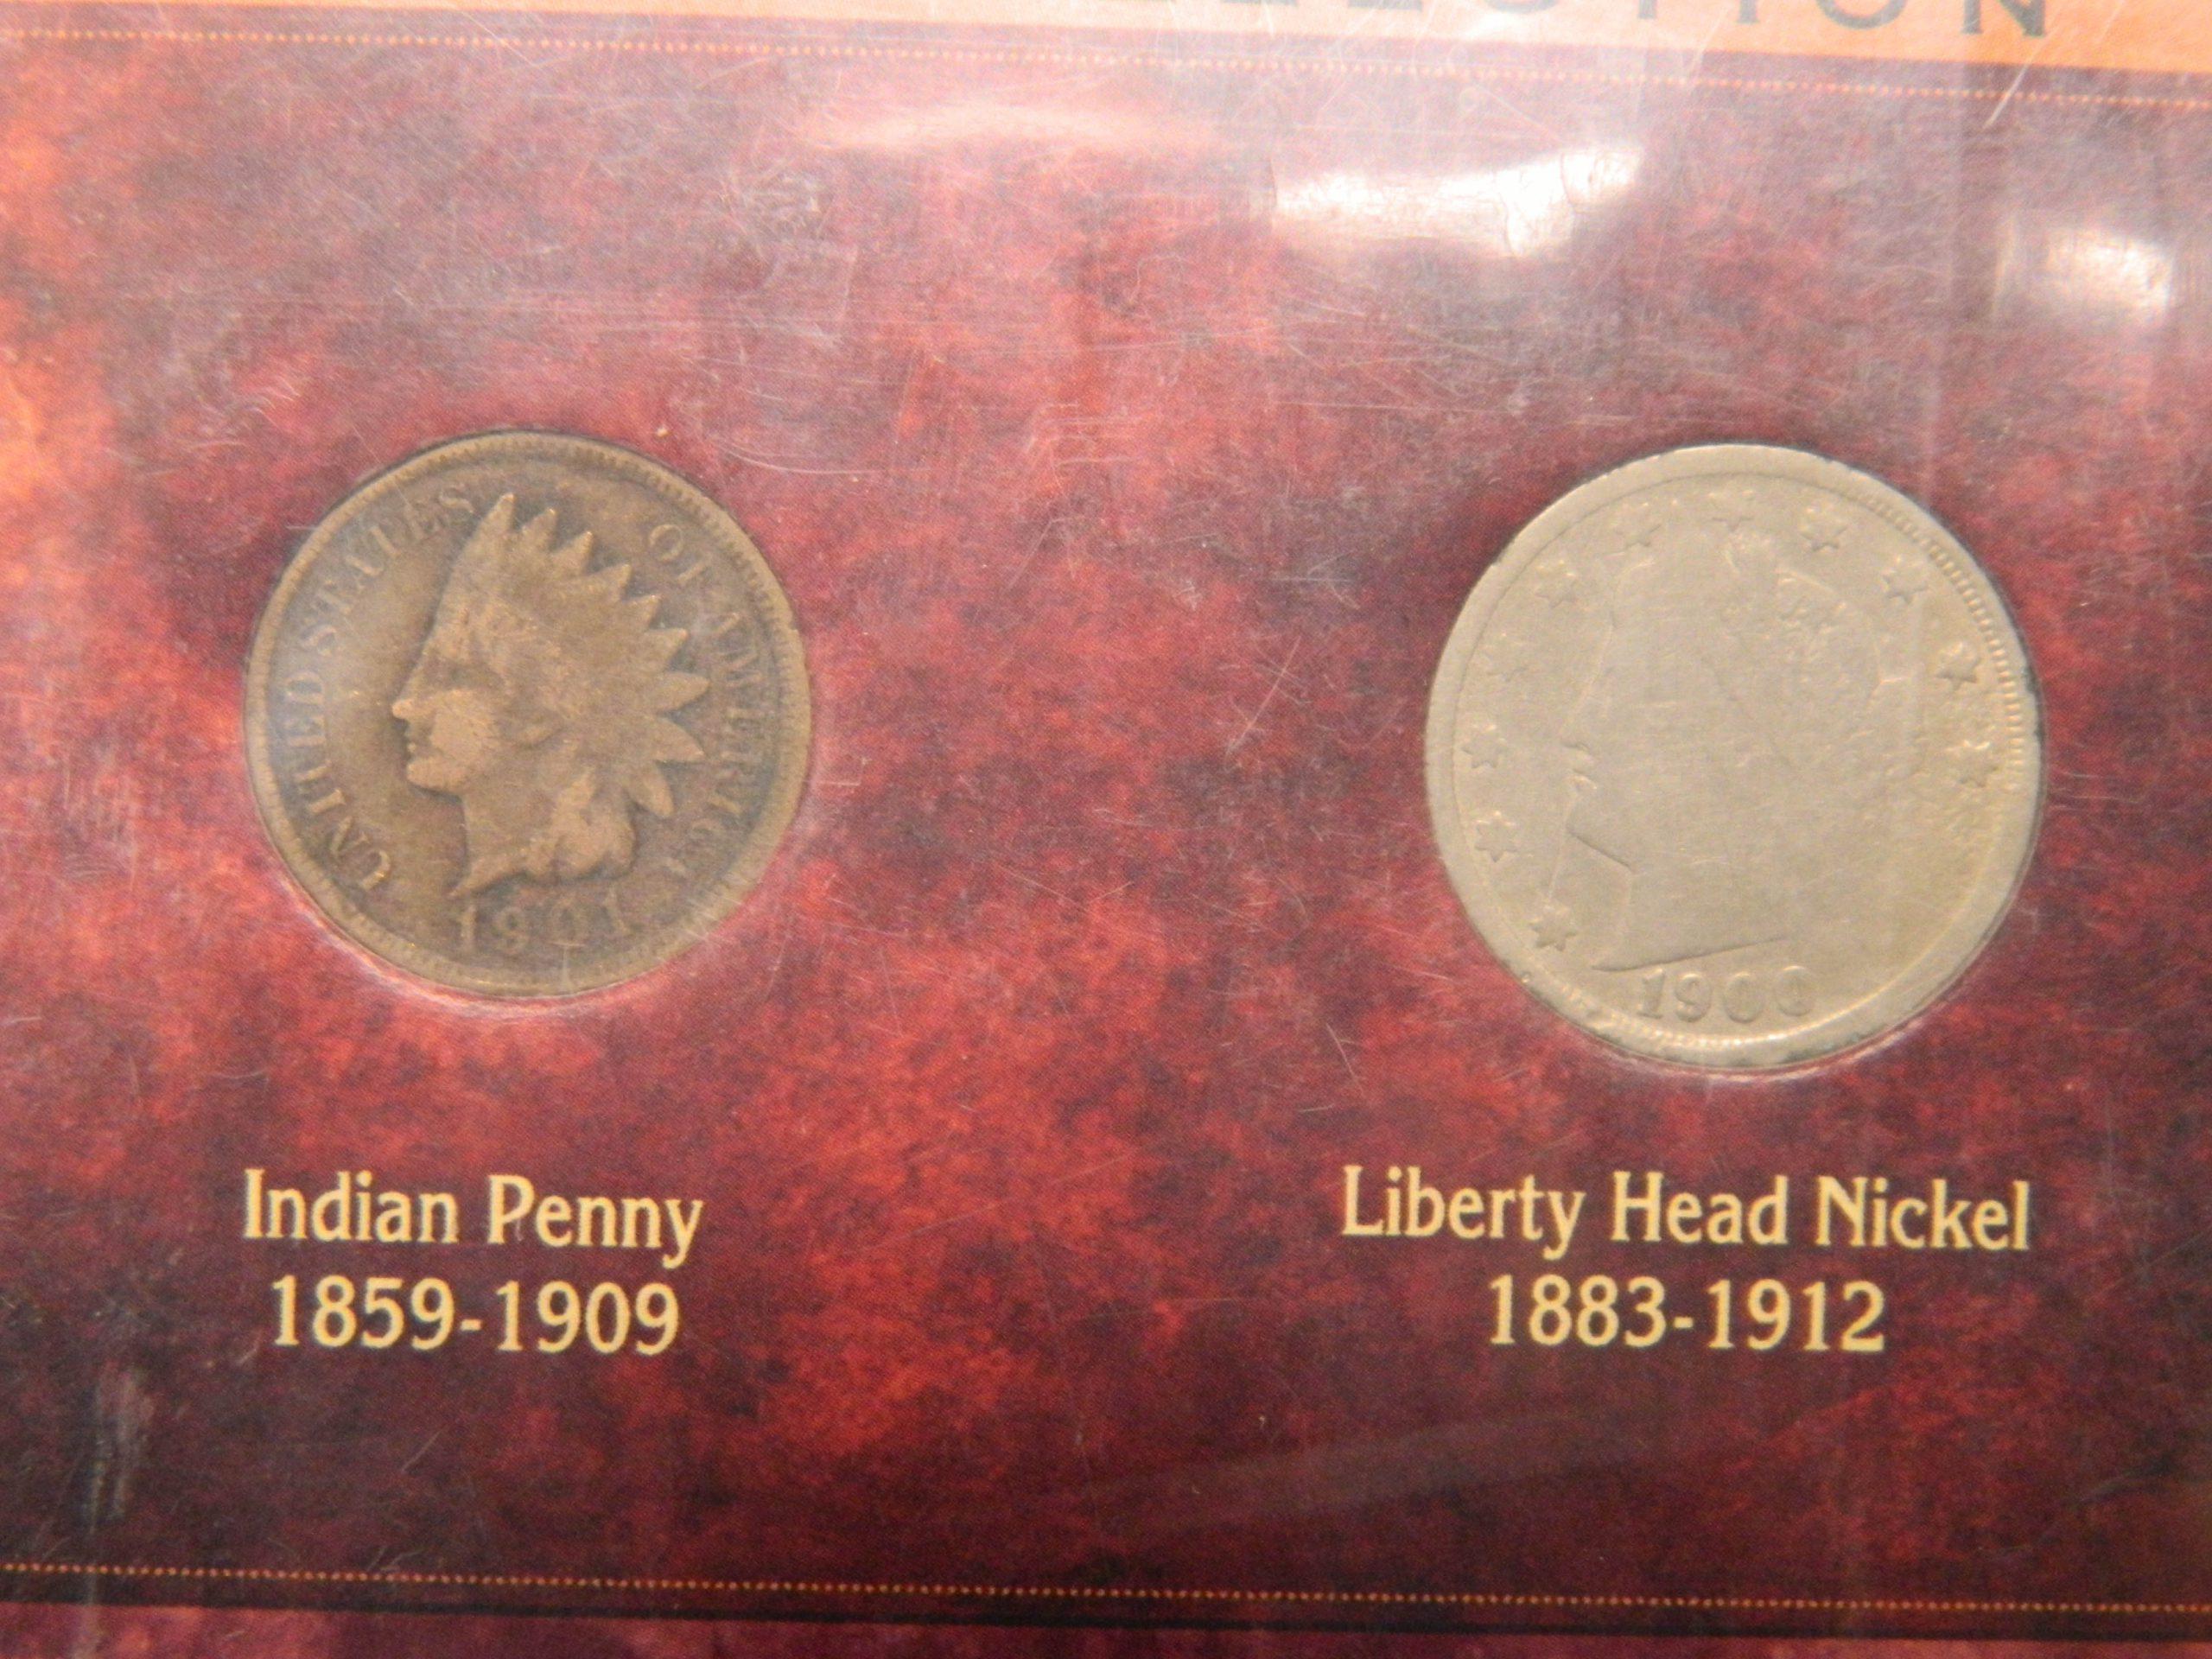 UNITED STATES OF AMERICA
1901
1900
Indian Penny
1859-1909
Liberty Head Nickel
1883-1912